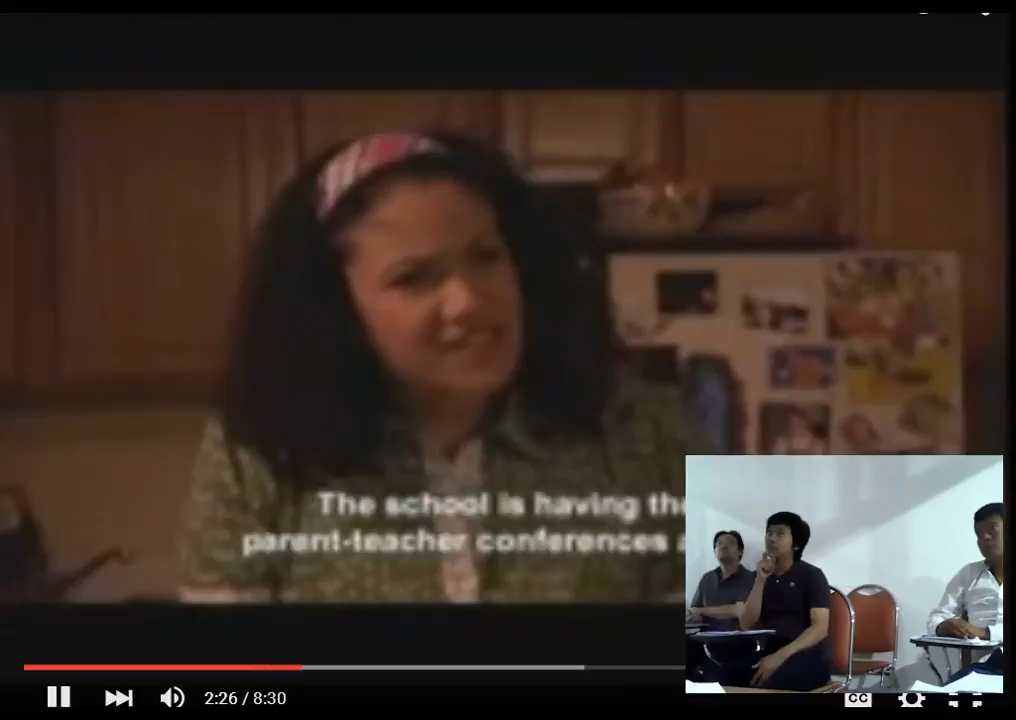 The school is having the
parent-teacher conferences
2:26 / 8:30
CC